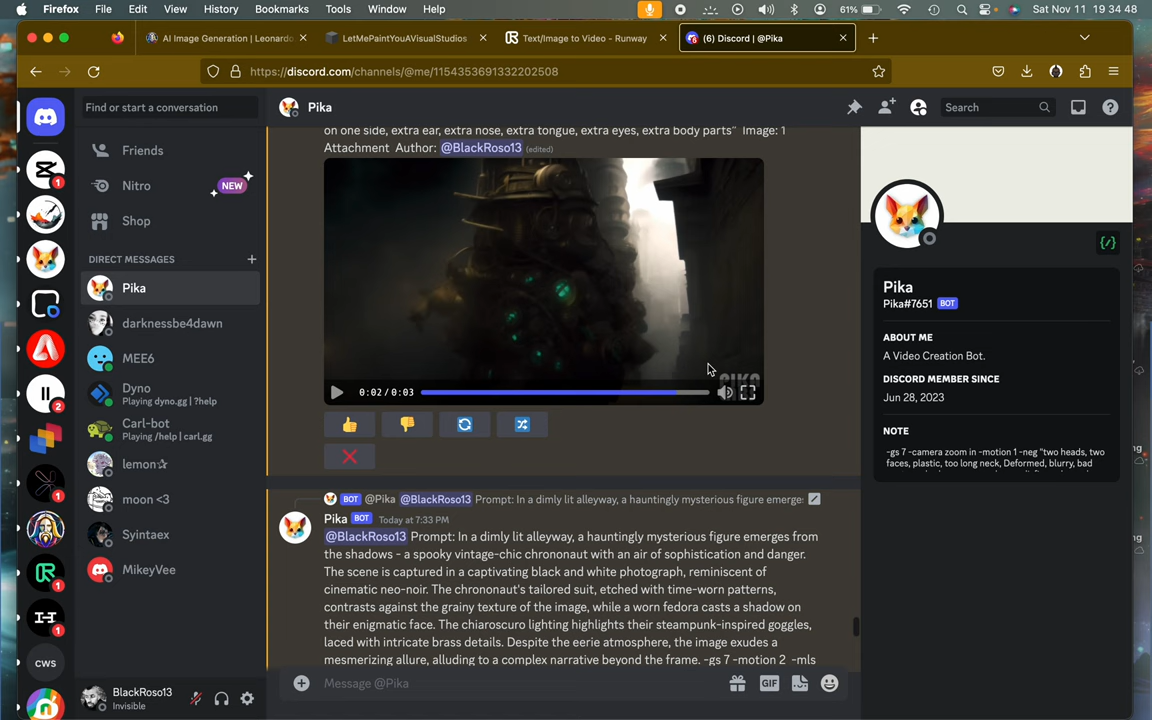 Firefox File Edit View History Bookmarks Tools Window Help 61% Sat Nov 11 19 34 48
AI Image Generation | Leonardo LetMePaintYouAVisualStudios Text/Image to Video - Runway (6) Discord | @Pika
https://discord.com/channels/@me/1154353691332202508
Find or start a conversation
Pika
Search
Friends
Nitro
NEW
Shop
DIRECT MESSAGES
Pika
darknessbe4dawn
MEE6
Dyno
Playing dyno.gg | ?help
Carl-bot
Playing /help | carl.gg
lemon☆
moon <3
Syintaex
MikeyVee
1
1
1
2
1
1
1
CWS
BlackRoso13
Invisible
on one side, extra ear, extra nose, extra tongue, extra eyes, extra body parts" Image: 1
Attachment Author: @BlackRoso13 (edited)
PIKA
0:02/0:03
BOT @Pika @BlackRoso13 Prompt: In a dimly lit alleyway, a hauntingly mysterious figure emerge
Pika BOT Today at 7:33 PM
@BlackRoso13 Prompt: In a dimly lit alleyway, a hauntingly mysterious figure emerges from
the shadows - a spooky vintage-chic chrononaut with an air of sophistication and danger.
The scene is captured in a captivating black and white photograph, reminiscent of
cinematic neo-noir. The chrononaut's tailored suit, etched with time-worn patterns,
contrasts against the grainy texture of the image, while a worn fedora casts a shadow on
their enigmatic face. The chiaroscuro lighting highlights their steampunk-inspired goggles,
laced with intricate brass details. Despite the eerie atmosphere, the image exudes a
mesmerizing allure, alluding to a complex narrative beyond the frame. -gs 7 -motion 2 -mls
Message @Pika
GIF
Pika
Pika#7651 BOT
ABOUT ME
A Video Creation Bot.
DISCORD MEMBER SINCE
Jun 28, 2023
NOTE
-gs 7 -camera zoom in -motion 1 -neg "two heads, two
faces, plastic, too long neck, Deformed, blurry, bad